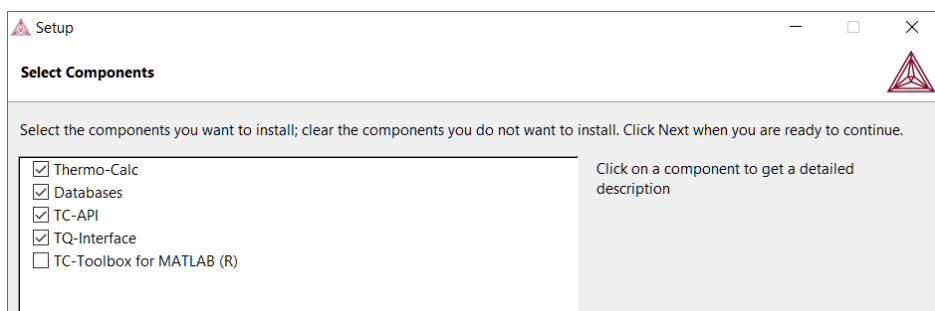 Setup
Select Components
Select the components you want to install; clear the components you do not want to install. Click Next when you are ready to continue.
Thermo-Calc
Databases
TC-API
TQ-Interface
TC-Toolbox for MATLAB (R)
Click on a component to get a detailed
description